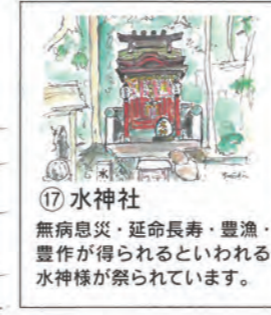 水
⑰ 水神社
無病息災・延命長寿・豊漁・
豊作が得られるといわれる
水神様が祭られています。